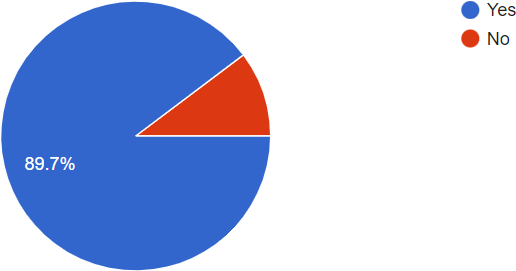 Yes
No
89.7%